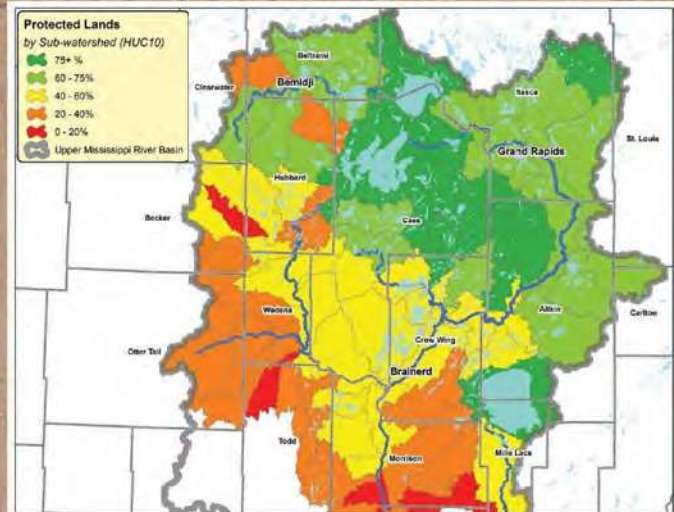 Protected Lands
by Sub-watershed (HUC10)
75+ %
60 - 75%
40 - 60%
20 - 40%
0 - 20%
Upper Mississippi River Basin
Beltrami
Clearwater
Bemidji
Itasca
St. Louis
Grand Rapids
Hubbard
Becker
Cass
Aitkin
Carlton
Wadena
Otter Tail
Crow Wing
Brainerd
Todd
Morrison
Mille Lacs